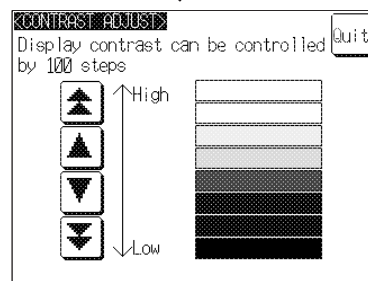 <CONTRAST ADJUST>
Display contrast can be controlled
by 100 steps
Quit
High
Low